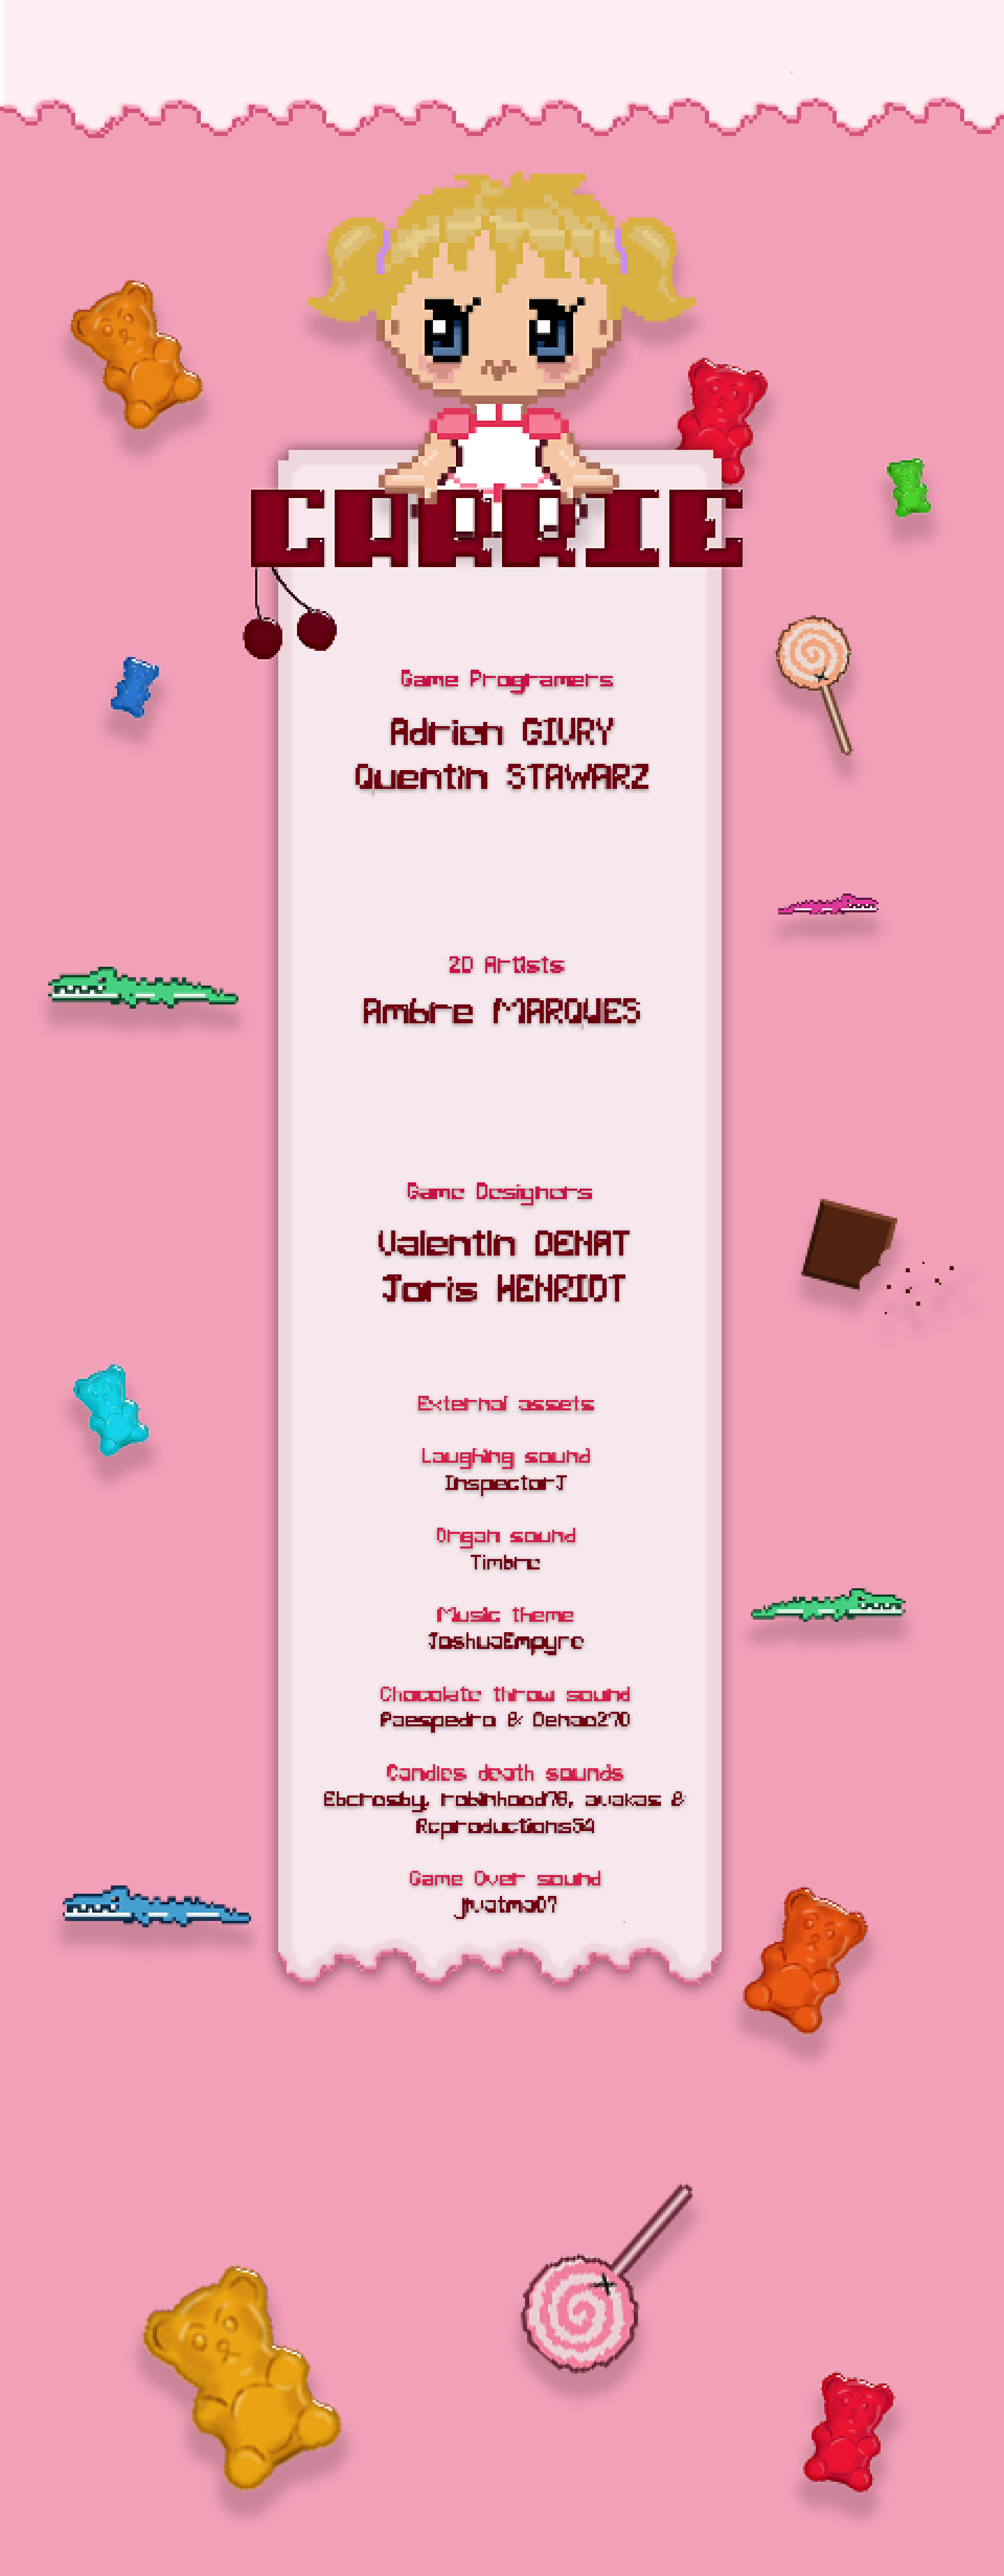 CARRIE
Game Programers
Adrien GIVRY
Quentin STAWARZ
2D Artists
Ambre MARQUES
Game Designers
Valentin DENAT
Joris HENRIOT
External assets
Laughing sound
InspectorJ
Organ sound
Timbre
Music theme
JoshuaEmpyre
Chocolate throw sound
Paespedro & Denao270
Candies death sounds
Ebcrosby, robinhood76, avakas &
Reproductions54
Game Over sound
jivatma07